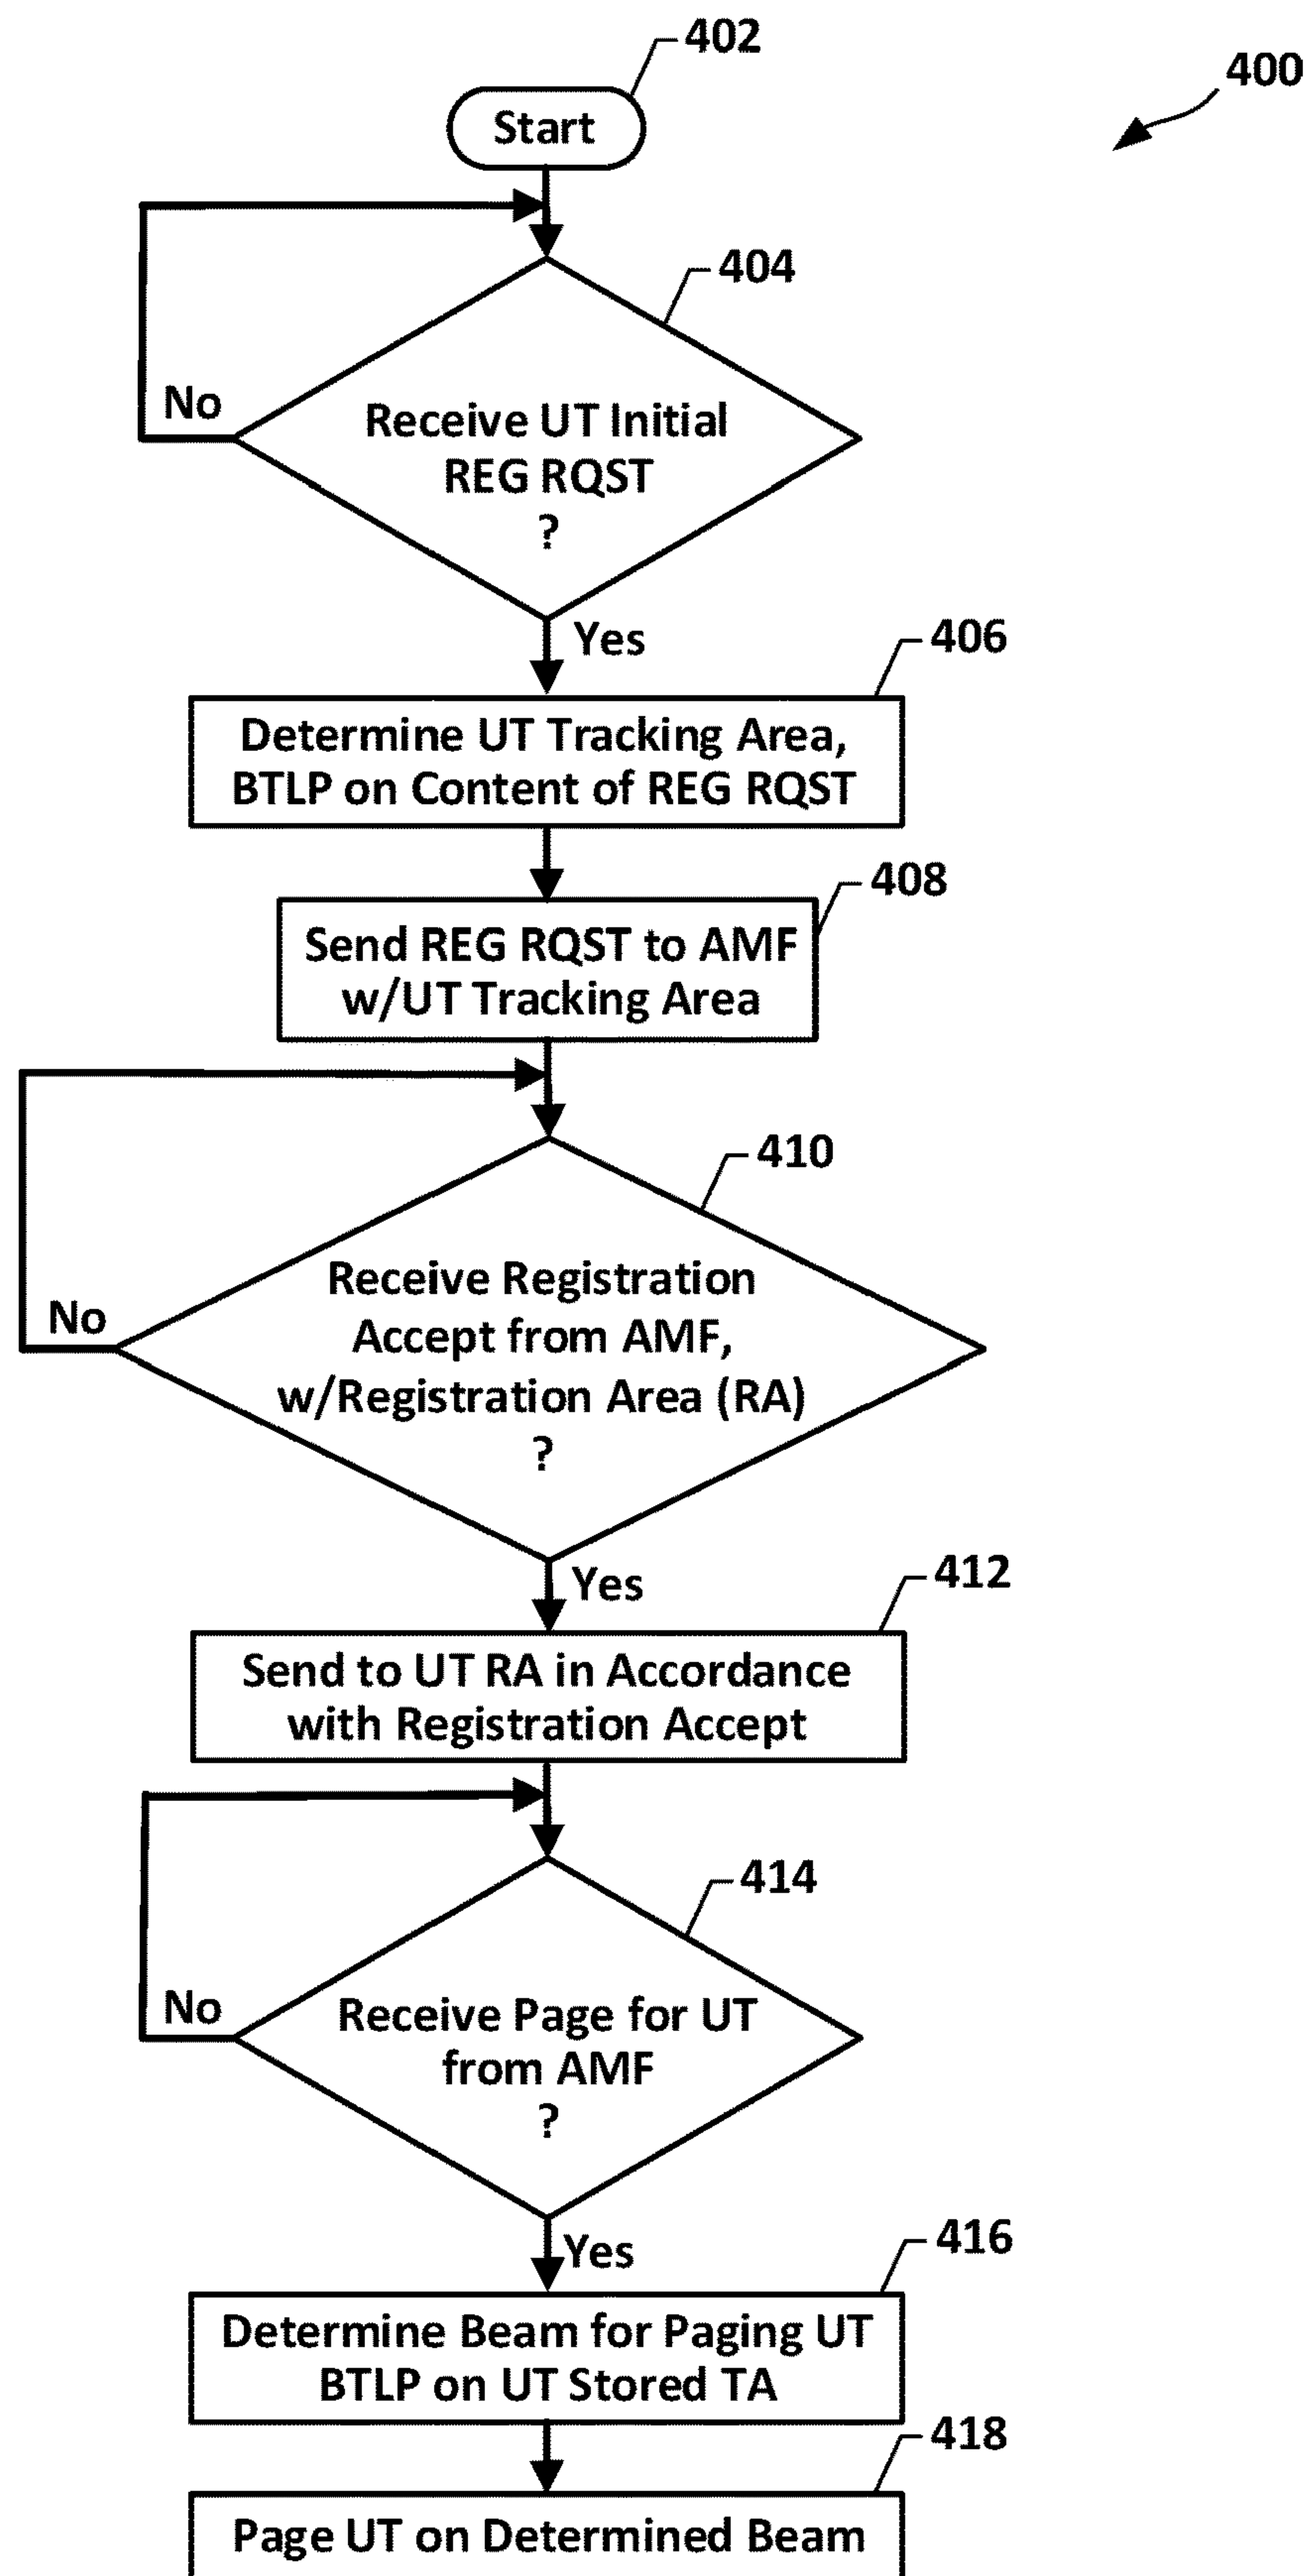 402
400
Start
404
No
Receive UT Initial
REG RQST
?
Yes
406
Determine UT Tracking Area,
BTLP on Content of REG RQST
408
Send REG RQST to AMF
w/UT Tracking Area
410
Receive Registration
Accept from AMF,
w/Registration Area (RA)
?
No
Yes
412
Send to UT RA in Accordance
with Registration Accept
414
No
Receive Page for UT
from AMF
?
Yes
416
Determine Beam for Paging UT
BTLP on UT Stored TA
418
Page UT on Determined Beam